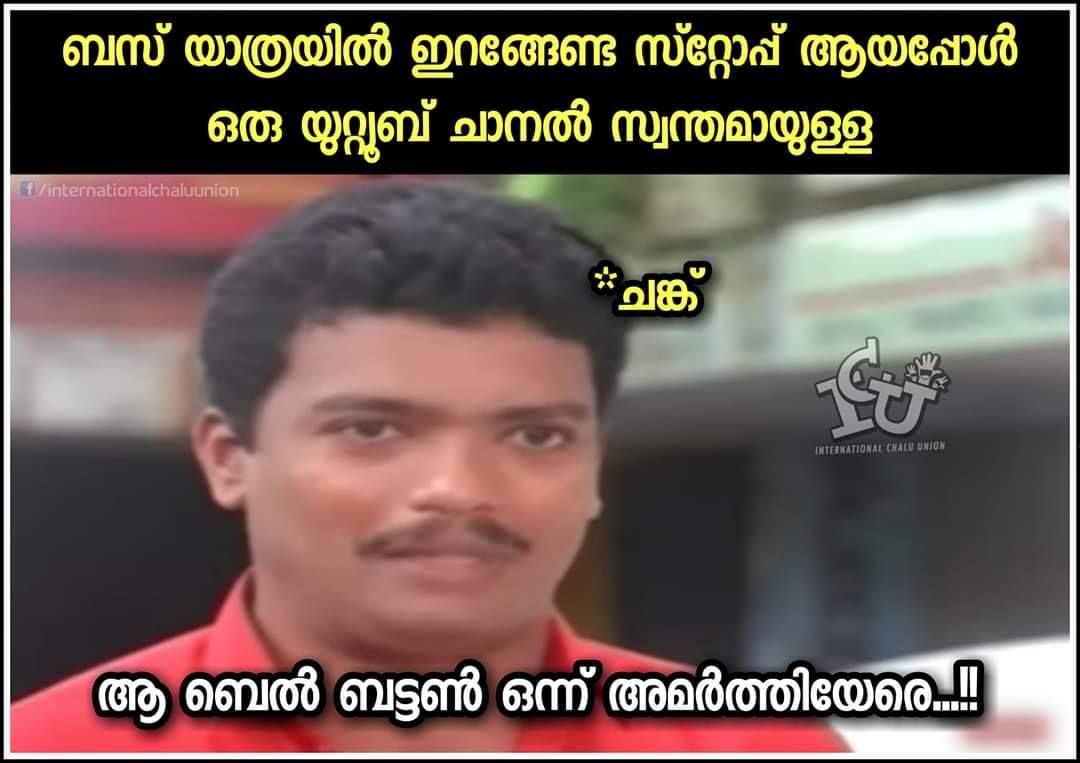 ബസ് യാത്രയിൽ ഇറങ്ങേണ്ട സ്റ്റോപ്പ് ആയപ്പോൾ
ഒരു യുറ്റ്യൂബ് ചാനൽ സ്വന്തമായുള്ള
f/internationalchaluunion
*ചങ്ക്
ICU
INTERNATIONAL CHALU UNION
ആ ബെൽ ബട്ടൺ ഒന്ന് അമർത്തിയേരെ...!!